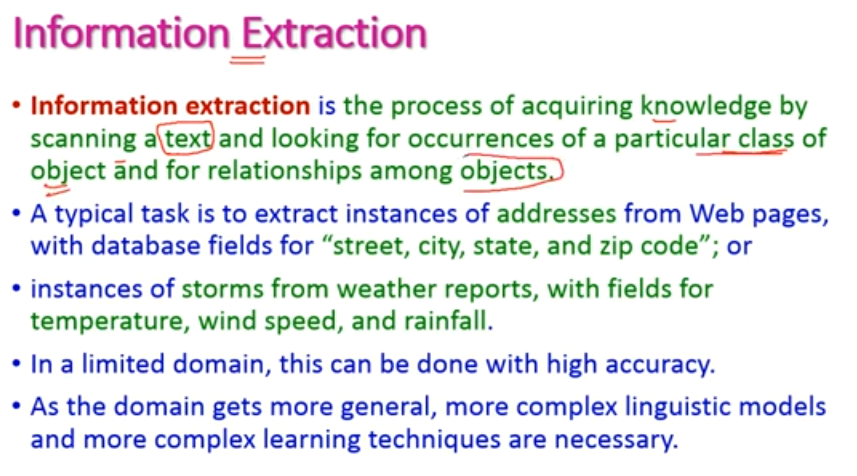 Information Extraction
• Information extraction is the process of acquiring knowledge by
scanning a text and looking for occurrences of a particular class of
object and for relationships among objects.
• A typical task is to extract instances of addresses from Web pages,
with database fields for “street, city, state, and zip code”; or
• instances of storms from weather reports, with fields for
temperature, wind speed, and rainfall.
• In a limited domain, this can be done with high accuracy.
• As the domain gets more general, more complex linguistic models
and more complex learning techniques are necessary.